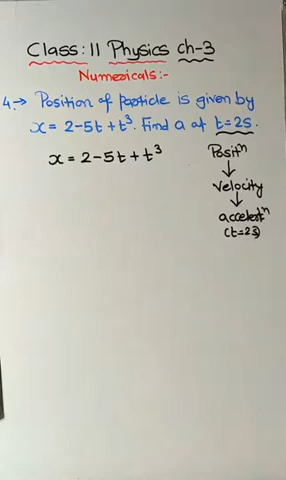 Class: 11 Physics ch-3
Numericals:-
4.→ Position of particle is given by
x = 2-5t+t³. Find a at t=2s.
x = 2-5t+t³
Positⁿ
↓
velocity
↓
acceleratⁿ
(t=2s)